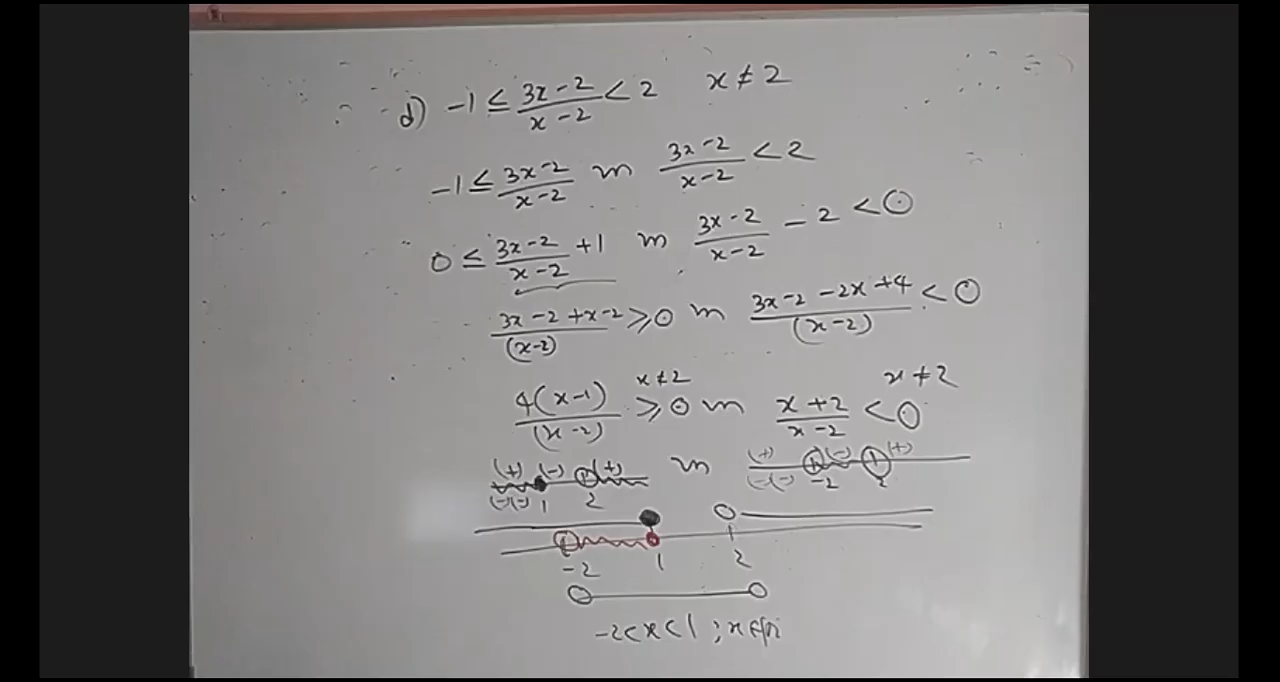 d) -1 ≤ (3x-2)/(x-2) < 2   x ≠ 2
-1 ≤ (3x-2)/(x-2) m (3x-2)/(x-2) < 2
0 ≤ (3x-2)/(x-2) + 1 m (3x-2)/(x-2) - 2 < 0
(3x-2+x-2)/(x-2) ≥ 0 m (3x-2-2x+4)/(x-2) < 0
x ≠ 2   x ≠ 2
4(x-1)/(x-2) ≥ 0 m (x+2)/(x-2) < 0
(+) (-) (+) m (+) (-) (+)
(-)(-) 1 2 (-)(-) -2 2
-2 1 2
-2 < x < 1 ;